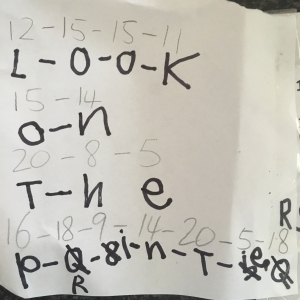 12-15-15-11
L-O-O-K
15-14
O-n
20-8-5
T-h e
16-18-9-14-20-5-18
R
p-R-i-n-T-e